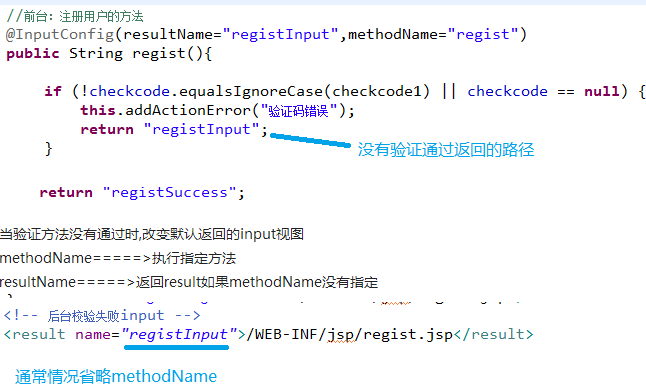 //前台: 注册用户的方法
@InputConfig(resultName="registInput",methodName="regist")
public String regist(){
if (!checkcode.equalsIgnoreCase(checkcode1) || checkcode == null) {
this.addActionError("验证码错误");
return "registInput";
没有验证通过返回的路径
}
return "registSuccess";
当验证方法没有通过时,改变默认返回的input视图
methodName=====>执行指定方法
resultName=====>返回result如果methodName没有指定
<!-- 后台校验失败input -->
<result name="registInput">/WEB-INF/jsp/regist.jsp</result>
通常情况省略methodName